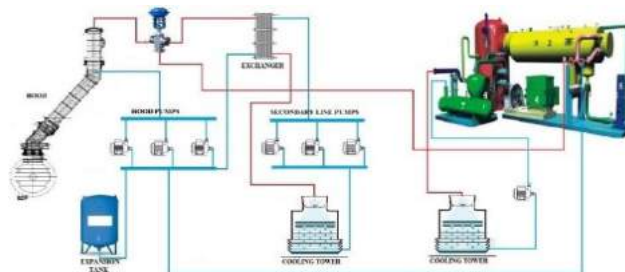 EXCHANGER
HOOD
HOOD PUMPS
SECONDARY LINE PUMPS
EXPANSION
TANK
COOLING TOWER
COOLING TOWER